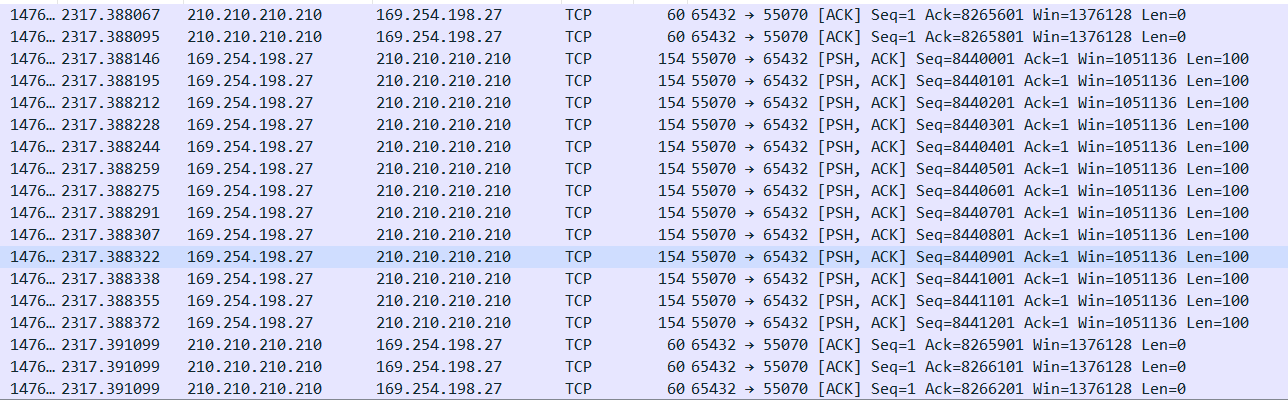 1476… 2317.388067 210.210.210.210 169.254.198.27 TCP 60 65432 → 55070 [ACK] Seq=1 Ack=8265601 Win=1376128 Len=0
1476… 2317.388095 210.210.210.210 169.254.198.27 TCP 60 65432 → 55070 [ACK] Seq=1 Ack=8265801 Win=1376128 Len=0
1476… 2317.388146 169.254.198.27 210.210.210.210 TCP 154 55070 → 65432 [PSH, ACK] Seq=8440001 Ack=1 Win=1051136 Len=100
1476… 2317.388195 169.254.198.27 210.210.210.210 TCP 154 55070 → 65432 [PSH, ACK] Seq=8440101 Ack=1 Win=1051136 Len=100
1476… 2317.388212 169.254.198.27 210.210.210.210 TCP 154 55070 → 65432 [PSH, ACK] Seq=8440201 Ack=1 Win=1051136 Len=100
1476… 2317.388228 169.254.198.27 210.210.210.210 TCP 154 55070 → 65432 [PSH, ACK] Seq=8440301 Ack=1 Win=1051136 Len=100
1476… 2317.388244 169.254.198.27 210.210.210.210 TCP 154 55070 → 65432 [PSH, ACK] Seq=8440401 Ack=1 Win=1051136 Len=100
1476… 2317.388259 169.254.198.27 210.210.210.210 TCP 154 55070 → 65432 [PSH, ACK] Seq=8440501 Ack=1 Win=1051136 Len=100
1476… 2317.388275 169.254.198.27 210.210.210.210 TCP 154 55070 → 65432 [PSH, ACK] Seq=8440601 Ack=1 Win=1051136 Len=100
1476… 2317.388291 169.254.198.27 210.210.210.210 TCP 154 55070 → 65432 [PSH, ACK] Seq=8440701 Ack=1 Win=1051136 Len=100
1476… 2317.388307 169.254.198.27 210.210.210.210 TCP 154 55070 → 65432 [PSH, ACK] Seq=8440801 Ack=1 Win=1051136 Len=100
1476… 2317.388322 169.254.198.27 210.210.210.210 TCP 154 55070 → 65432 [PSH, ACK] Seq=8440901 Ack=1 Win=1051136 Len=100
1476… 2317.388338 169.254.198.27 210.210.210.210 TCP 154 55070 → 65432 [PSH, ACK] Seq=8441001 Ack=1 Win=1051136 Len=100
1476… 2317.388355 169.254.198.27 210.210.210.210 TCP 154 55070 → 65432 [PSH, ACK] Seq=8441101 Ack=1 Win=1051136 Len=100
1476… 2317.388372 169.254.198.27 210.210.210.210 TCP 154 55070 → 65432 [PSH, ACK] Seq=8441201 Ack=1 Win=1051136 Len=100
1476… 2317.391099 210.210.210.210 169.254.198.27 TCP 60 65432 → 55070 [ACK] Seq=1 Ack=8265901 Win=1376128 Len=0
1476… 2317.391099 210.210.210.210 169.254.198.27 TCP 60 65432 → 55070 [ACK] Seq=1 Ack=8266101 Win=1376128 Len=0
1476… 2317.391099 210.210.210.210 169.254.198.27 TCP 60 65432 → 55070 [ACK] Seq=1 Ack=8266201 Win=1376128 Len=0